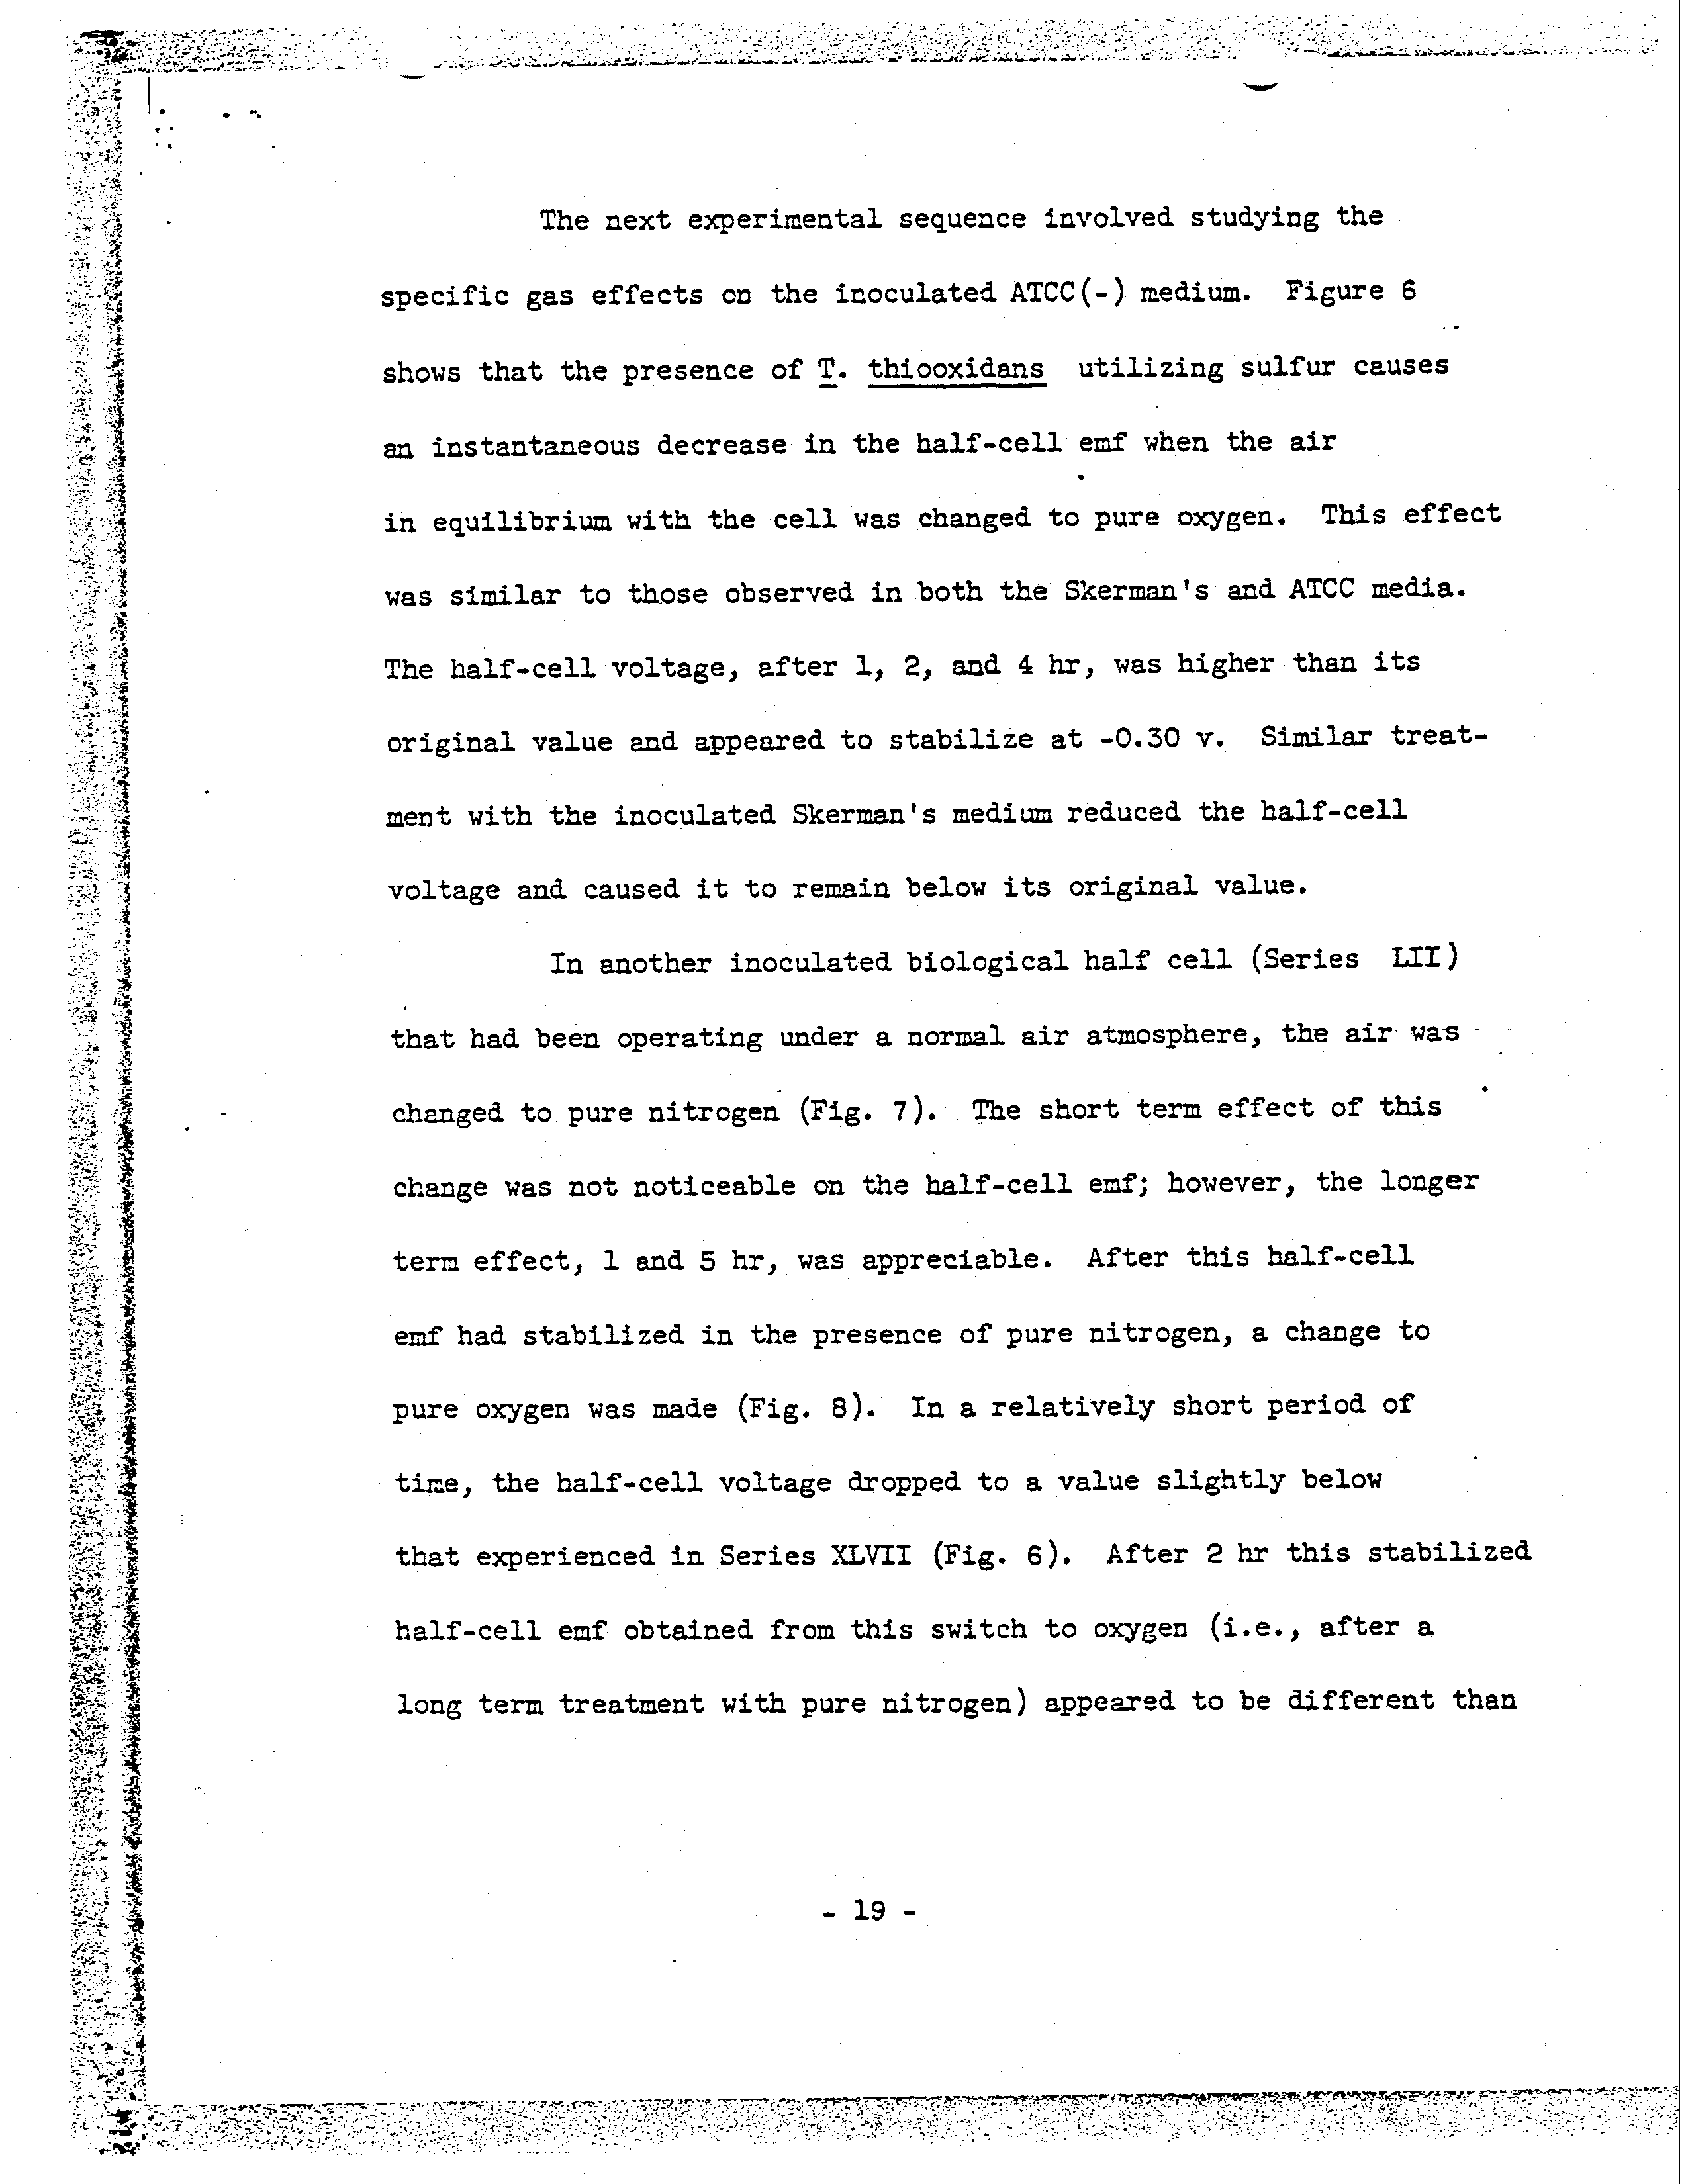 The next experimental sequence involved studying the
specific gas effects on the inoculated ATCC(-) medium. Figure 6
shows that the presence of T. thiooxidans utilizing sulfur causes
an instantaneous decrease in the half-cell emf when the air
in equilibrium with the cell was changed to pure oxygen. This effect
was similar to those observed in both the Skerman's and ATCC media.
The half-cell voltage, after 1, 2, and 4 hr, was higher than its
original value and appeared to stabilize at -0.30 v. Similar treat-
ment with the inoculated Skerman's medium reduced the half-cell
voltage and caused it to remain below its original value.
In another inoculated biological half cell (Series LII)
that had been operating under a normal air atmosphere, the air was
changed to pure nitrogen (Fig. 7). The short term effect of this
change was not noticeable on the half-cell emf; however, the longer
term effect, 1 and 5 hr, was appreciable. After this half-cell
emf had stabilized in the presence of pure nitrogen, a change to
pure oxygen was made (Fig. 8). In a relatively short period of
time, the half-cell voltage dropped to a value slightly below
that experienced in Series XLVII (Fig. 6). After 2 hr this stabilized
half-cell emf obtained from this switch to oxygen (i.e., after a
long term treatment with pure nitrogen) appeared to be different than
- 19 -